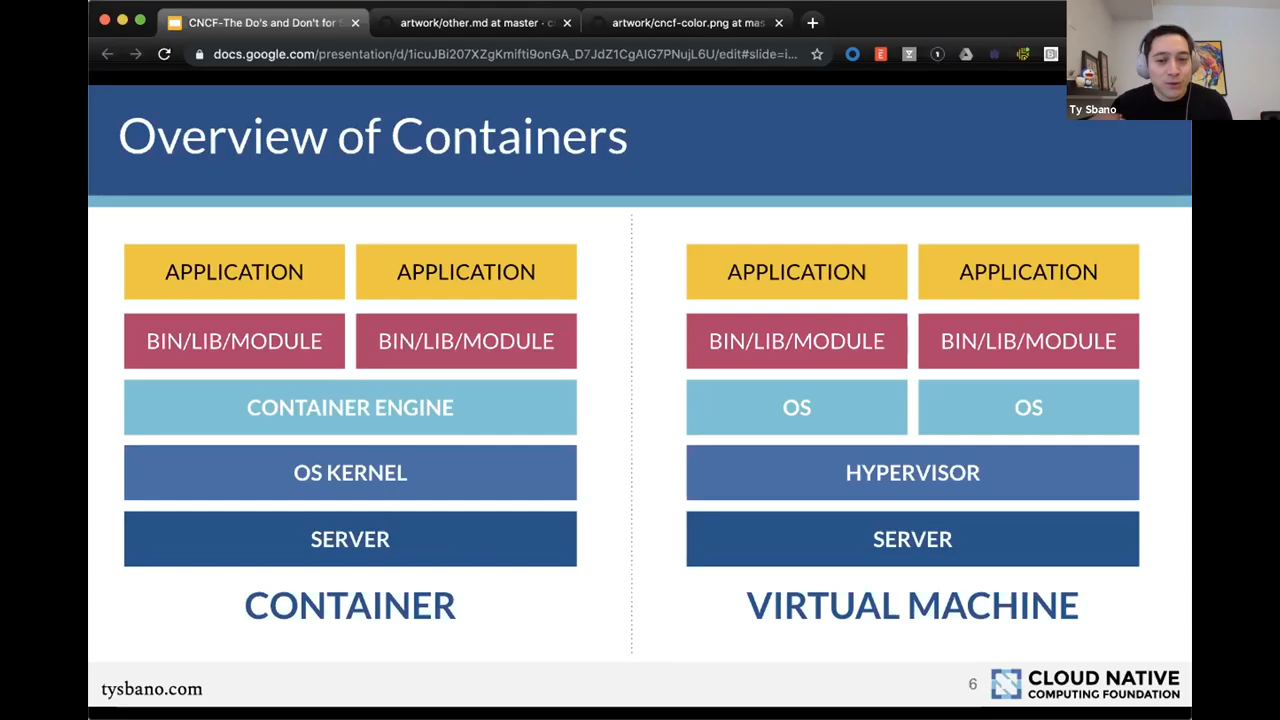 CNCF-The Do's and Don't for
artwork/other.md at master ·
artwork/cncf-color.png at mas
docs.google.com/presentation/d/1icuJBi207XZgKmifti9onGA_D7JdZ1CgAIG7PNujL6U/edit#slide=i...
Ty Sbano
Overview of Containers
APPLICATION APPLICATION
BIN/LIB/MODULE BIN/LIB/MODULE
CONTAINER ENGINE
OS KERNEL
SERVER
CONTAINER
APPLICATION APPLICATION
BIN/LIB/MODULE BIN/LIB/MODULE
OS OS
HYPERVISOR
SERVER
VIRTUAL MACHINE
tysbano.com
6
CLOUD NATIVE
COMPUTING FOUNDATION